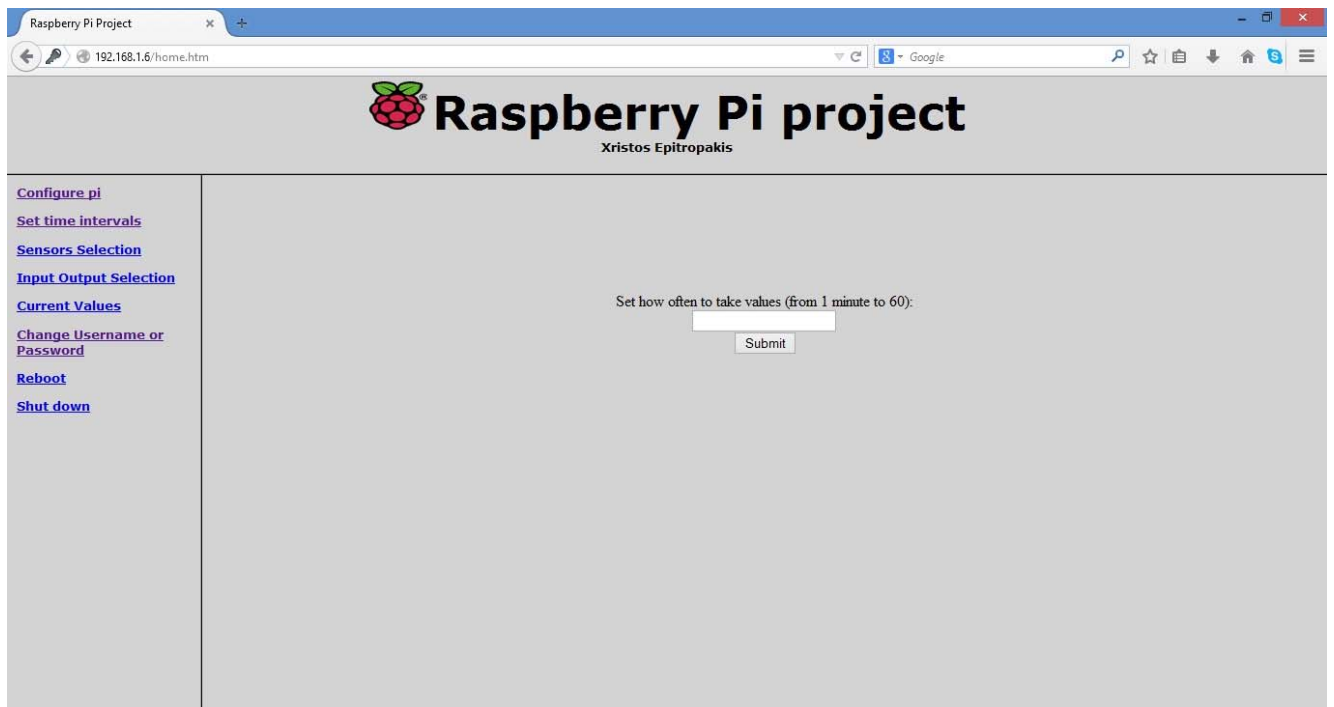 Raspberry Pi Project
192.168.1.6/home.htm
Google
Raspberry Pi project
Xristos Epitropakis
Configure pi
Set time intervals
Sensors Selection
Input Output Selection
Current Values
Change Username or
Password
Reboot
Shut down
Set how often to take values (from 1 minute to 60):
Submit